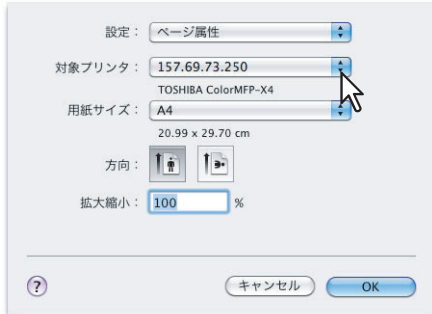 設定： ページ属性
対象プリンタ： 157.69.73.250
TOSHIBA ColorMFP-X4
用紙サイズ： A4
20.99 x 29.70 cm
方向：
拡大縮小： 100 %
? キャンセル OK